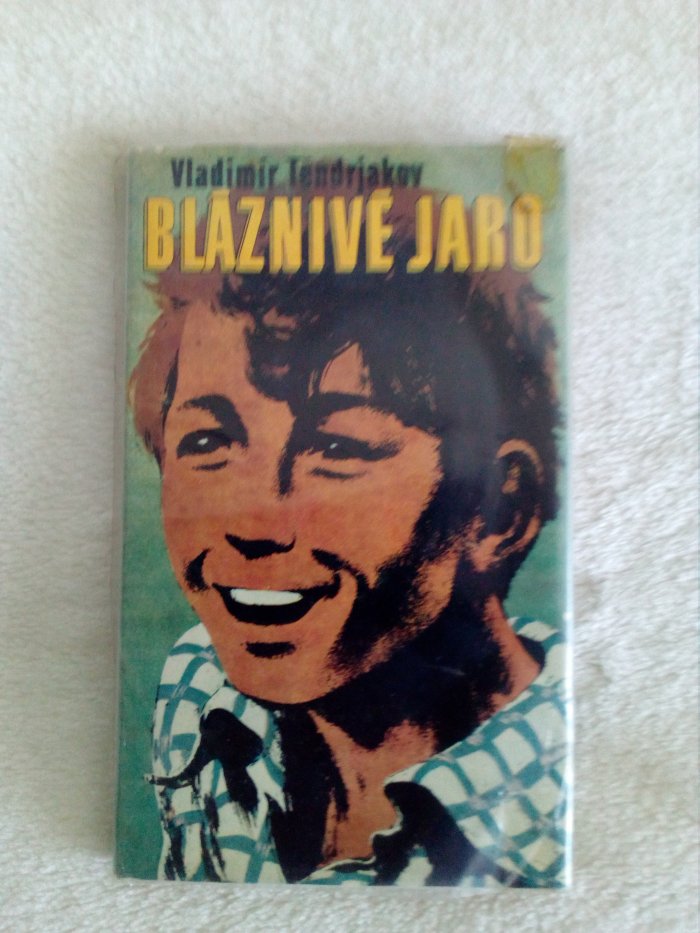 Vladimír Tendrjakov
BLÁZNIVÉ JARO